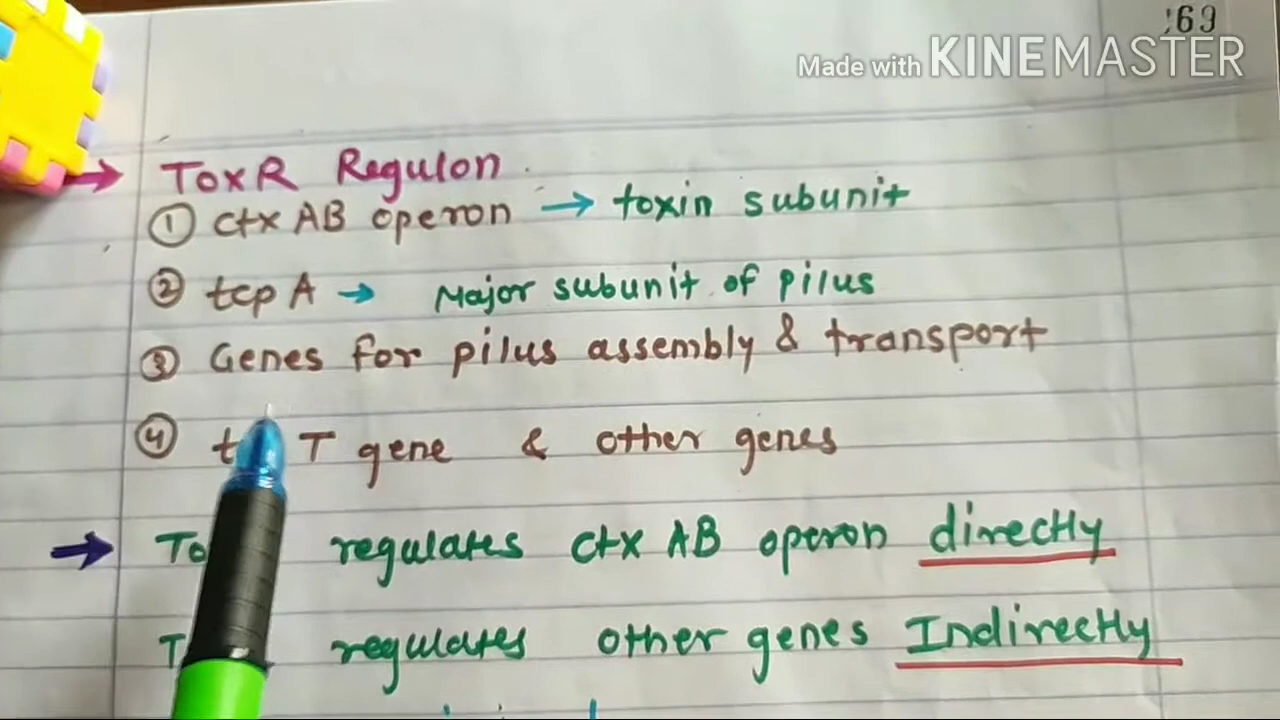 69
Made with KINEMASTER
→ ToxR Regulon
① ctx AB operon → toxin subunit
② tcp A → Major subunit of pilus
③ Genes for pilus assembly & transport
④ T gene & other genes
→ regulates ctx AB operon directly
regulates other genes Indirectly